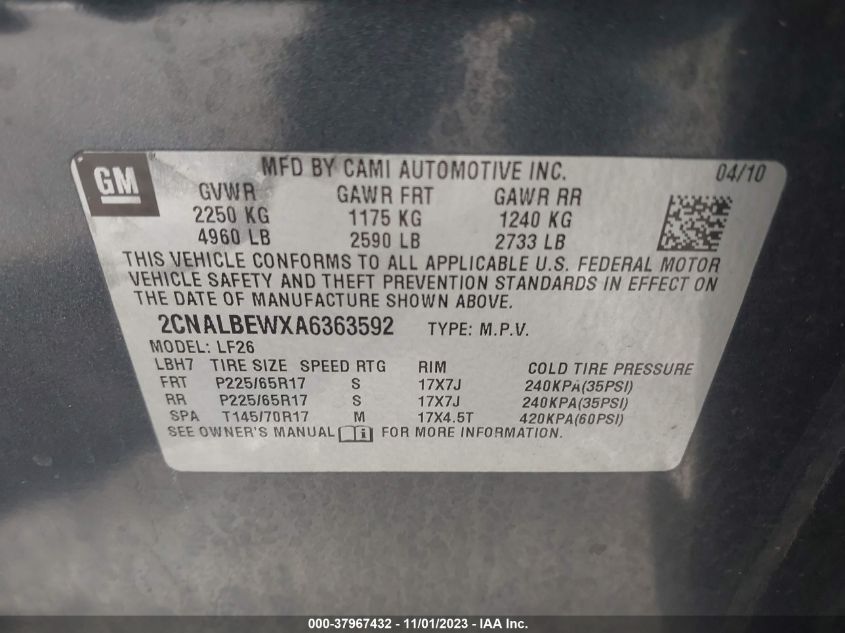 GM
MFD BY CAMI AUTOMOTIVE INC. 04/10
GVWR GAWR FRT GAWR RR
2250 KG 1175 KG 1240 KG
4960 LB 2590 LB 2733 LB
THIS VEHICLE CONFORMS TO ALL APPLICABLE U.S. FEDERAL MOTOR
VEHICLE SAFETY AND THEFT PREVENTION STANDARDS IN EFFECT ON
THE DATE OF MANUFACTURE SHOWN ABOVE.
2CNALBEWXA6363592 TYPE: M.P.V.
MODEL: LF26
LBH7 TIRE SIZE SPEED RTG RIM COLD TIRE PRESSURE
FRT P225/65R17 S 17X7J 240KPA(35PSI)
RR P225/65R17 S 17X7J 240KPA(35PSI)
SPA T145/70R17 M 17X4.5T 420KPA(60PSI)
SEE OWNER'S MANUAL FOR MORE INFORMATION.
000-37967432 - 11/01/2023 - IAA Inc.